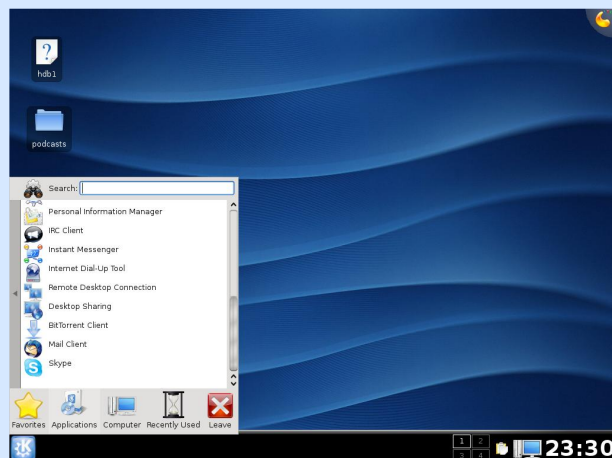 hdb1
podcasts
Search:
Personal Information Manager
IRC Client
Instant Messenger
Internet Dial-Up Tool
Remote Desktop Connection
Desktop Sharing
BitTorrent Client
Mail Client
Skype
Favorites Applications Computer Recently Used Leave
1 2
3 4
23:30